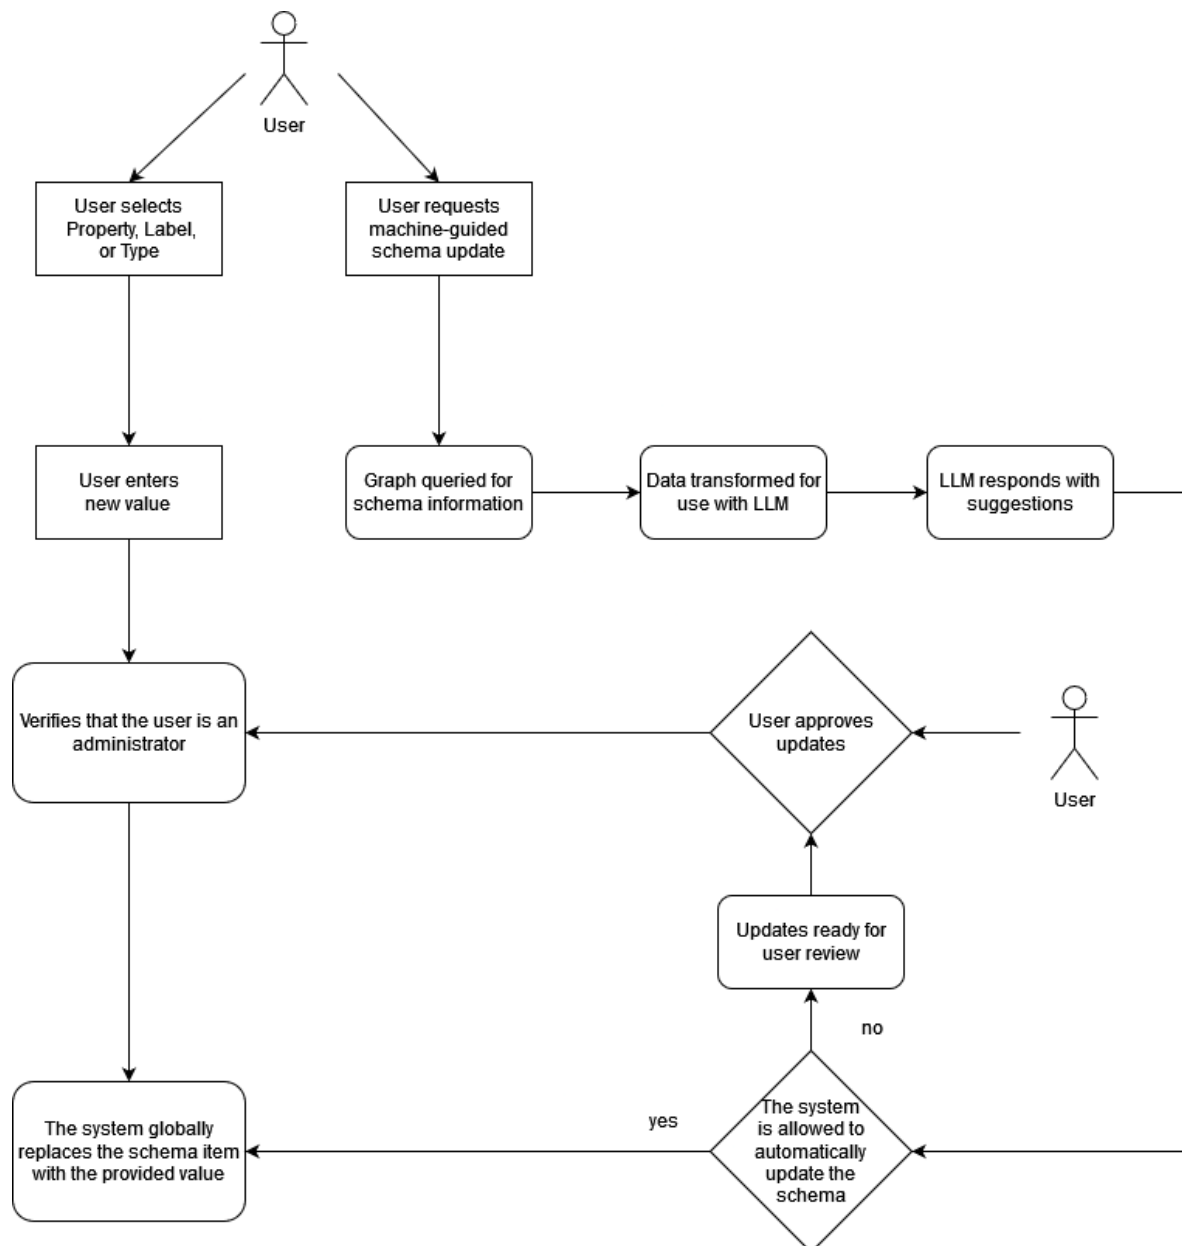 User
User selects
Property, Label,
or Type
User requests
machine-guided
schema update
User enters
new value
Graph queried for
schema information
Data transformed for
use with LLM
LLM responds with
suggestions
Verifies that the user is an
administrator
User approves
updates
User
Updates ready for
user review
no
The system globally
replaces the schema item
with the provided value
yes
The system
is allowed to
automatically
update the
schema